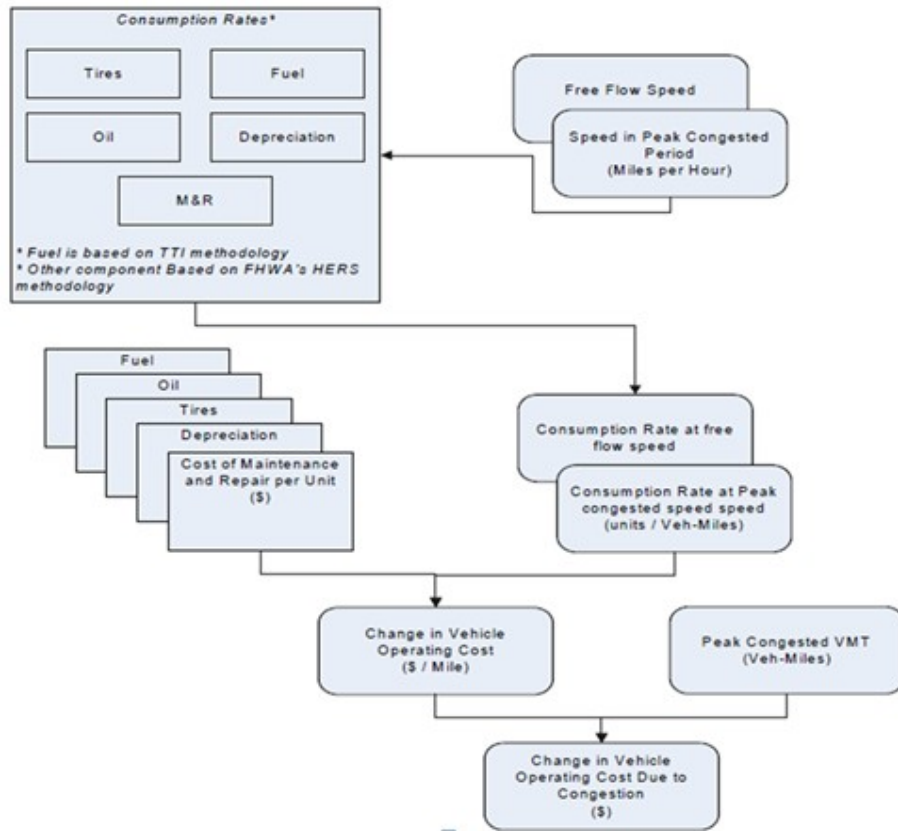 Consumption Rates*
Tires
Fuel
Oil
Depreciation
M&R
* Fuel is based on TTI methodology
* Other component Based on FHWA's HERS
methodology
Free Flow Speed
Speed in Peak Congested
Period
(Miles per Hour)
Fuel
Oil
Tires
Depreciation
Cost of Maintenance
and Repair per Unit
($)
Consumption Rate at free
flow speed
Consumption Rate at Peak
congested speed speed
(units / Veh-Miles)
Change in Vehicle
Operating Cost
($ / Mile)
Peak Congested VMT
(Veh-Miles)
Change in Vehicle
Operating Cost Due to
Congestion
($)